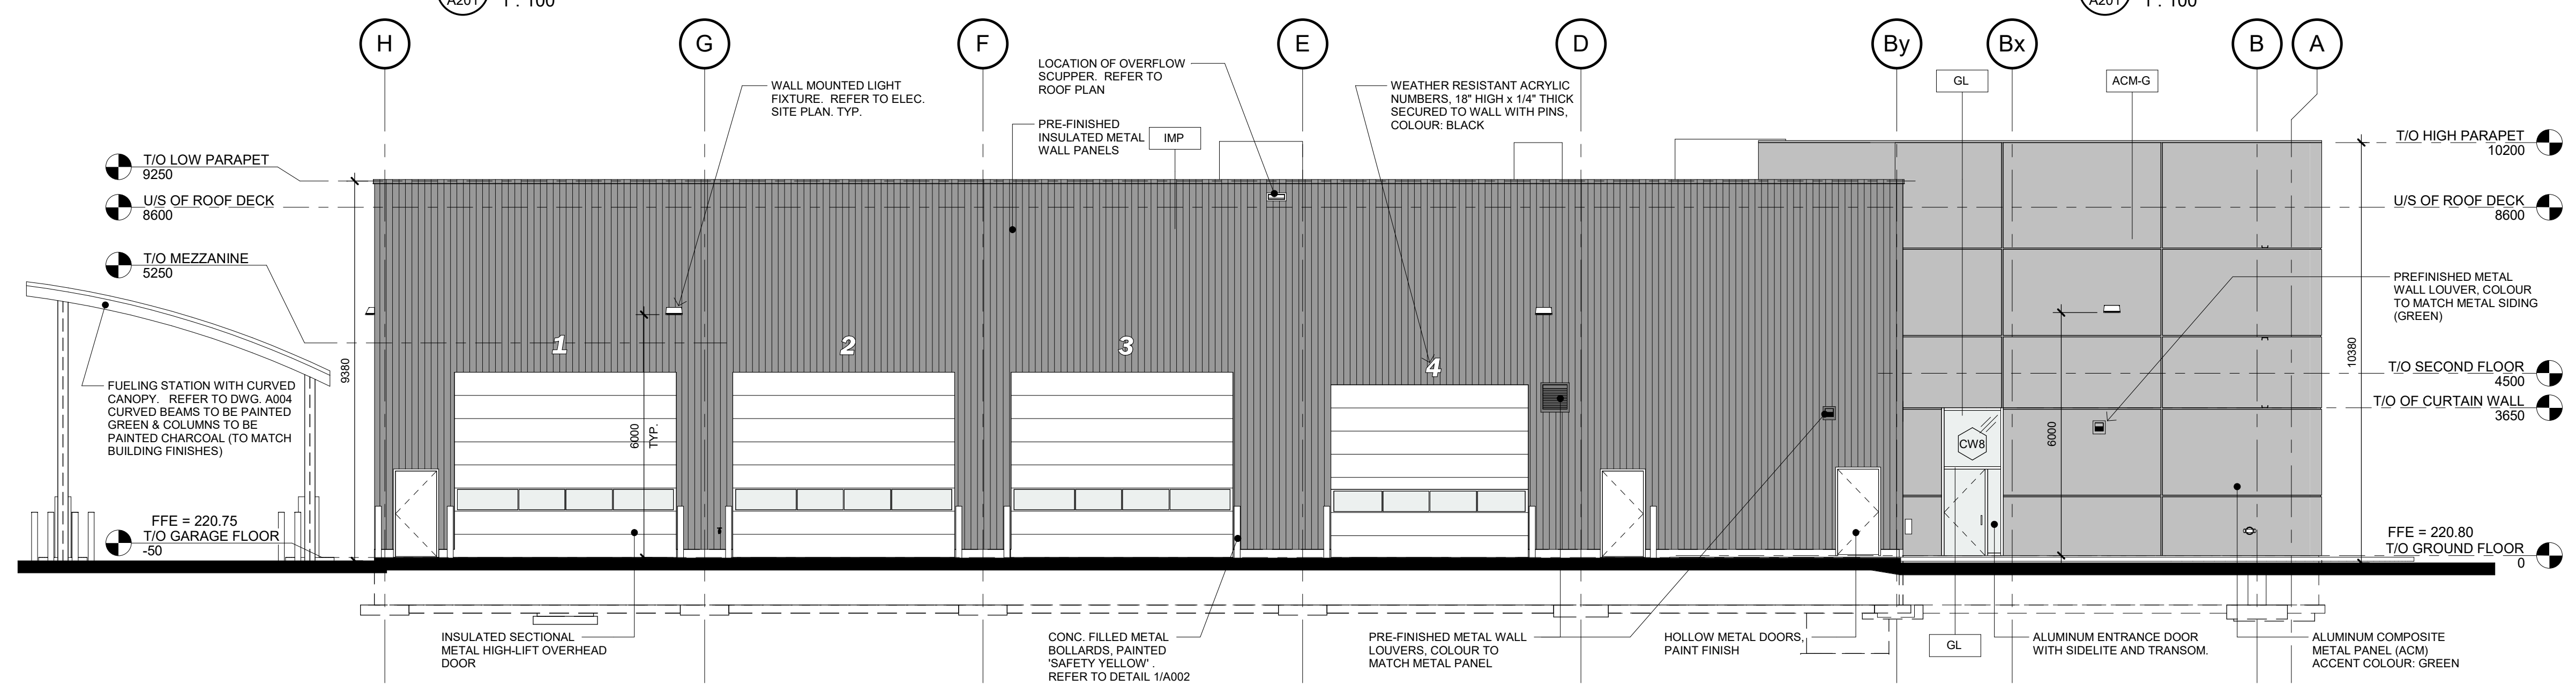 A201
1 : 100
A201
1 : 100
H
G
F
E
D
By
Bx
B
A
WALL MOUNTED LIGHT
FIXTURE. REFER TO ELEC.
SITE PLAN. TYP.
LOCATION OF OVERFLOW
SCUPPER. REFER TO
ROOF PLAN
PRE-FINISHED
INSULATED METAL
WALL PANELS
IMP
WEATHER RESISTANT ACRYLIC
NUMBERS, 18" HIGH x 1/4" THICK
SECURED TO WALL WITH PINS,
COLOUR: BLACK
GL
ACM-G
T/O LOW PARAPET
9250
U/S OF ROOF DECK
8600
T/O MEZZANINE
5250
T/O HIGH PARAPET
10200
U/S OF ROOF DECK
8600
PREFINISHED METAL
WALL LOUVER, COLOUR
TO MATCH METAL SIDING
(GREEN)
1
2
3
4
9380
10380
T/O SECOND FLOOR
4500
T/O OF CURTAIN WALL
3650
FUELING STATION WITH CURVED
CANOPY. REFER TO DWG. A004
CURVED BEAMS TO BE PAINTED
GREEN & COLUMNS TO BE
PAINTED CHARCOAL (TO MATCH
BUILDING FINISHES)
6000
TYP.
CW8
6000
FFE = 220.75
T/O GARAGE FLOOR
-50
FFE = 220.80
T/O GROUND FLOOR
0
INSULATED SECTIONAL
METAL HIGH-LIFT OVERHEAD
DOOR
CONC. FILLED METAL
BOLLARDS, PAINTED
'SAFETY YELLOW' .
REFER TO DETAIL 1/A002
PRE-FINISHED METAL WALL
LOUVERS, COLOUR TO
MATCH METAL PANEL
HOLLOW METAL DOORS,
PAINT FINISH
GL
ALUMINUM ENTRANCE DOOR
WITH SIDELITE AND TRANSOM.
ALUMINUM COMPOSITE
METAL PANEL (ACM)
ACCENT COLOUR: GREEN